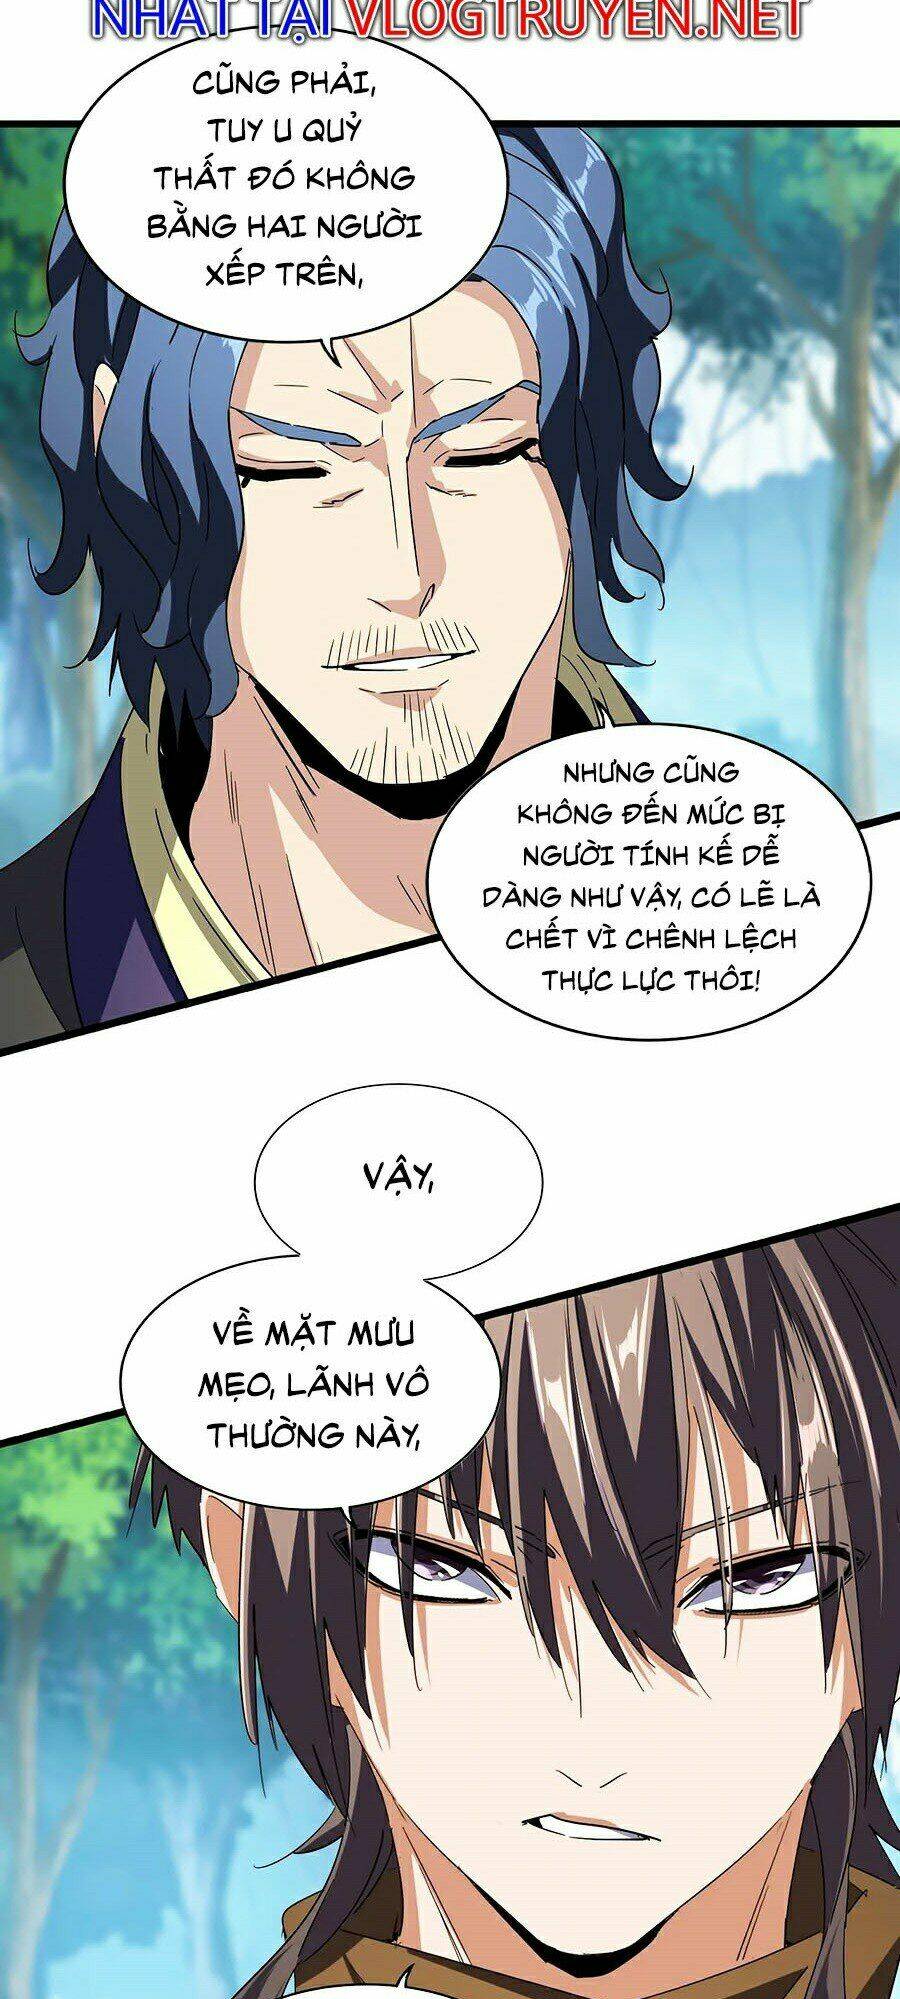 NHẤT TẠI VLOGTRUYEN.NET
CŨNG PHẢI,
TUY U QUỶ
THẤT ĐÓ KHÔNG
BẰNG HAI NGƯỜI
XẾP TRÊN,
NHƯNG CŨNG
KHÔNG ĐẾN MỨC BỊ
NGƯỜI TÍNH KẾ DỄ
DÀNG NHƯ VẬY, CÓ LẼ LÀ
CHẾT VÌ CHÊNH LỆCH
THỰC LỰC THÔI!
VẬY,
VỀ MẶT MƯU
MẸO, LÃNH VÔ
THƯỜNG NÀY,